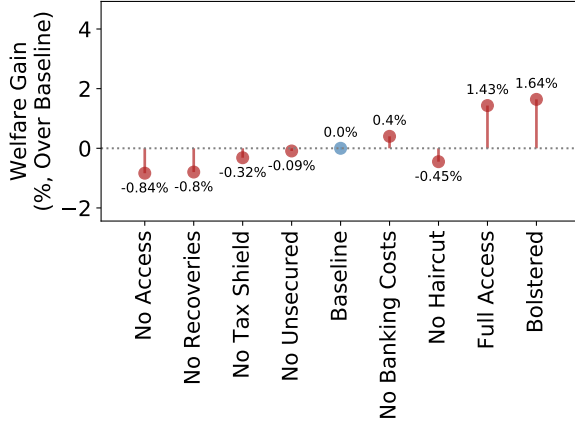 Welfare Gain
(%, Over Baseline)
4
2
0
−2
-0.84%
-0.8%
-0.32%
-0.09%
0.0%
0.4%
-0.45%
1.43%
1.64%
No Access
No Recoveries
No Tax Shield
No Unsecured
Baseline
No Banking Costs
No Haircut
Full Access
Bolstered